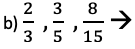 b) 2/3 , 3/5 , 8/15 →